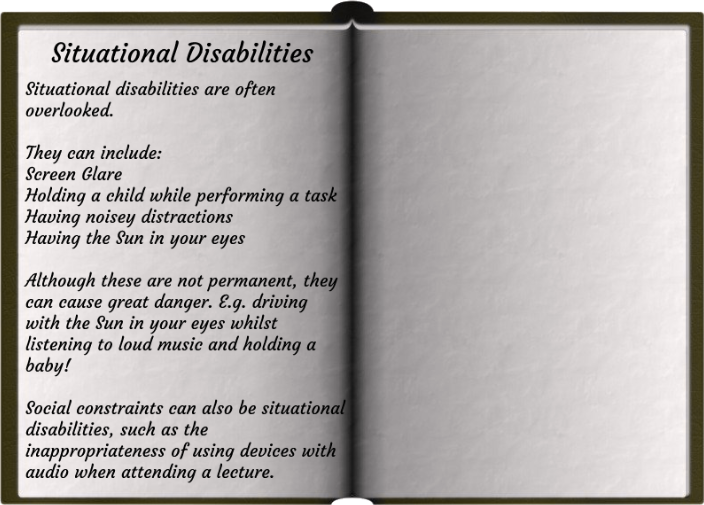 Situational Disabilities
Situational disabilities are often
overlooked.
They can include:
Screen Glare
Holding a child while performing a task
Having noisey distractions
Having the Sun in your eyes
Although these are not permanent, they
can cause great danger. E.g. driving
with the Sun in your eyes whilst
listening to loud music and holding a
baby!
Social constraints can also be situational
disabilities, such as the
inappropriateness of using devices with
audio when attending a lecture.